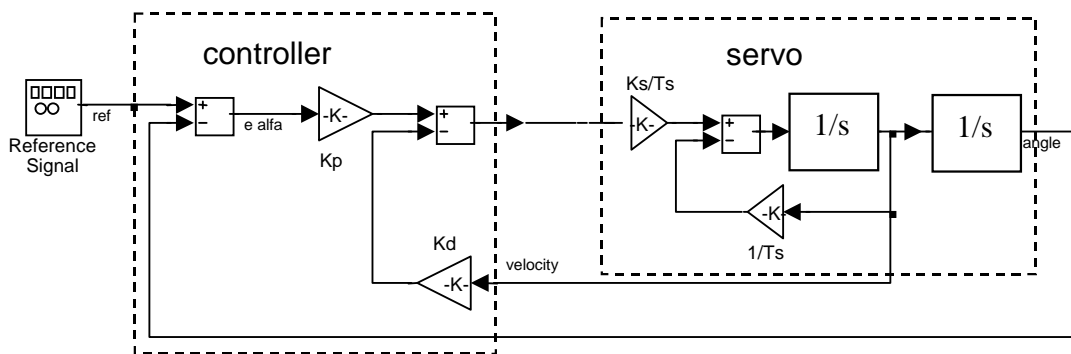 controller
servo
Ks/Ts
ref
Reference
Signal
+
−
e alfa
-K-
Kp
+
−
-K-
+
−
1/s
1/s
angle
-K-
1/Ts
Kd
-K-
velocity